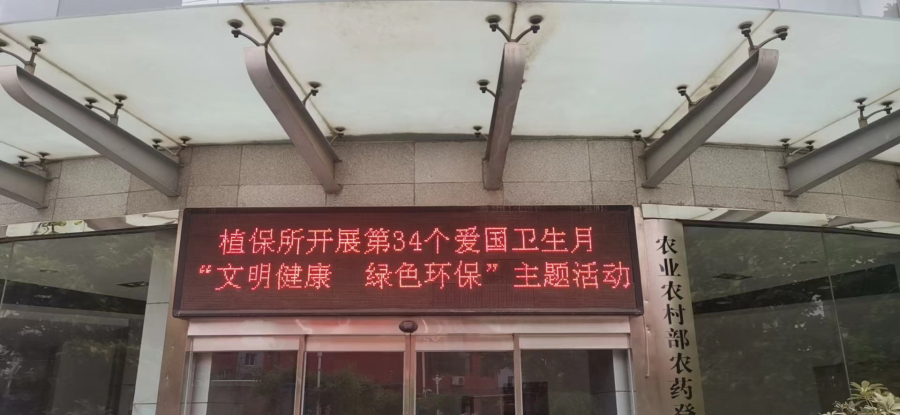 植保所开展第34个爱国卫生月
“文明健康　绿色环保”主题活动
农业农村部农药登